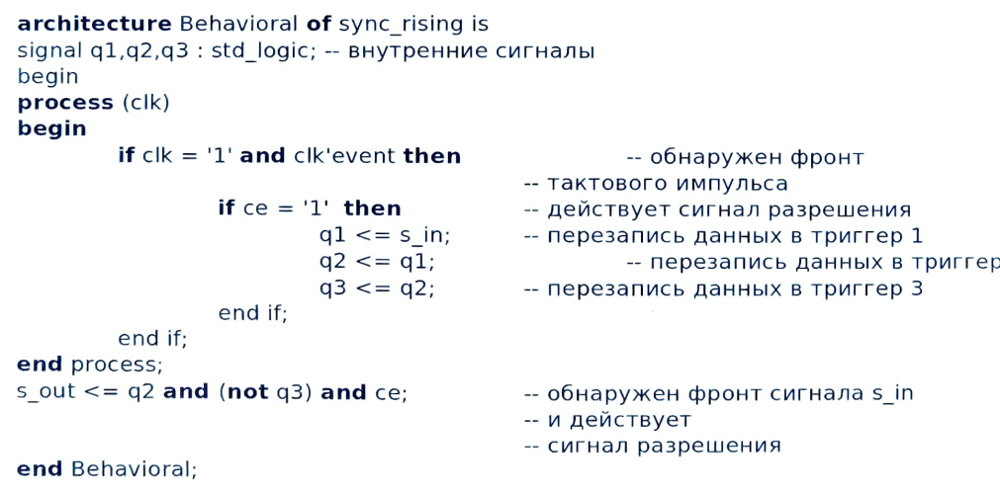 architecture Behavioral of sync_rising is
signal q1,q2,q3 : std_logic; -- внутренние сигналы
begin
process (clk)
begin
if clk = '1' and clk'event then -- обнаружен фронт
-- тактового импульса
if ce = '1' then -- действует сигнал разрешения
q1 <= s_in; -- перезапись данных в триггер 1
q2 <= q1; -- перезапись данных в триггер
q3 <= q2; -- перезапись данных в триггер 3
end if;
end if;
end process;
s_out <= q2 and (not q3) and ce; -- обнаружен фронт сигнала s_in
-- и действует
-- сигнал разрешения
end Behavioral;